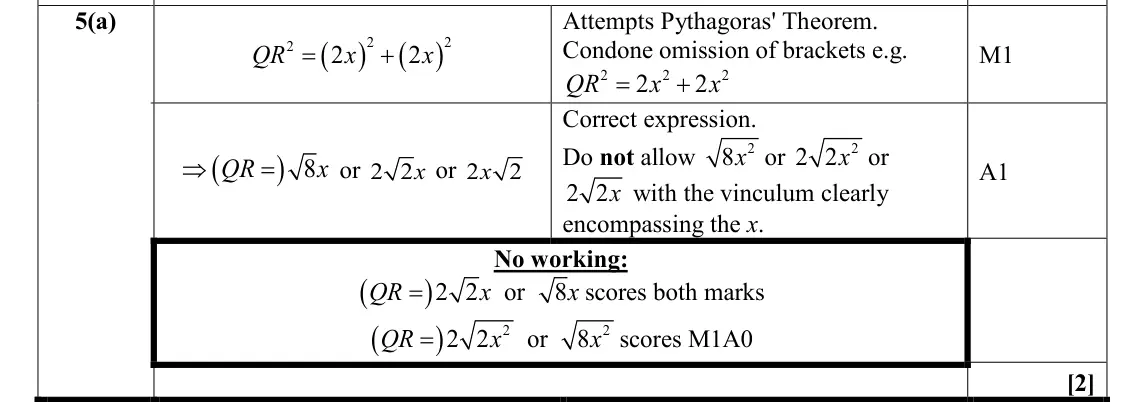 5(a)
QR² = (2x)² + (2x)²
Attempts Pythagoras' Theorem.
Condone omission of brackets e.g.
QR² = 2x² + 2x²
M1
⇒ (QR =) √8x or 2√2x or 2x√2
Correct expression.
Do not allow √(8x²) or 2√(2x²) or
2√(2x) with the vinculum clearly
encompassing the x.
A1
No working:
(QR =) 2√2x or √8x scores both marks
(QR =) 2√(2x²) or √(8x²) scores M1A0
[2]